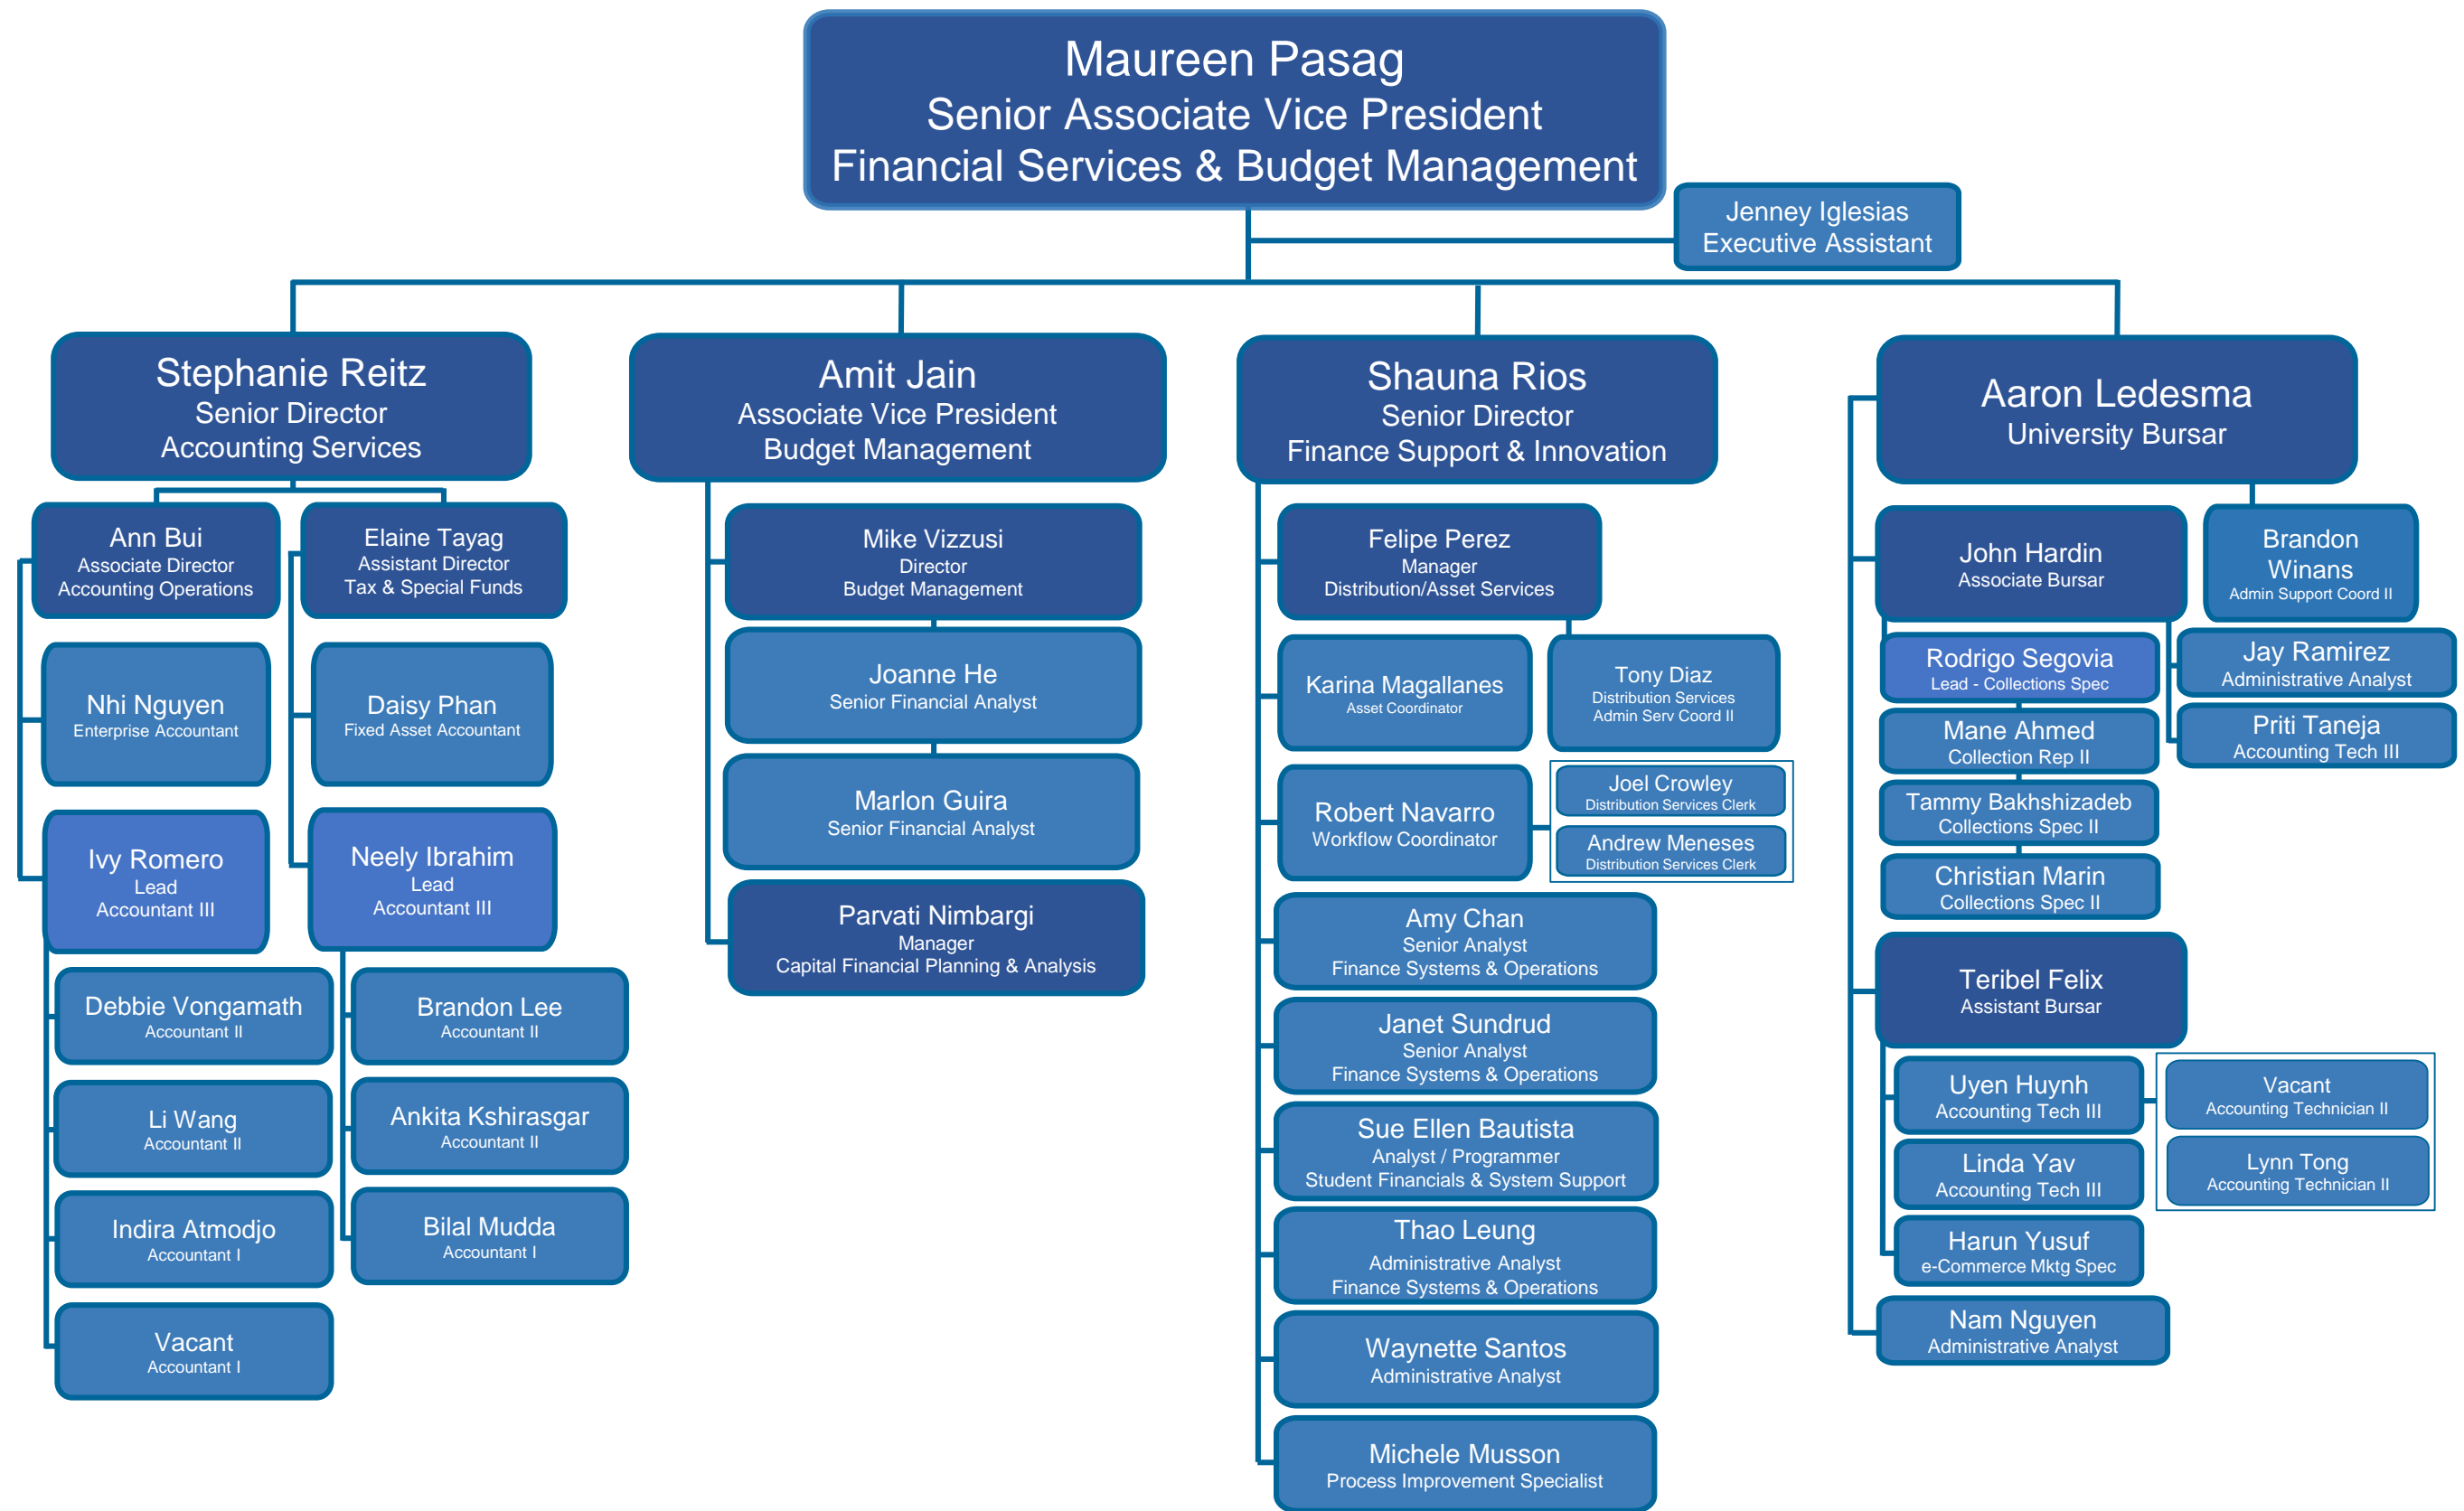 Maureen Pasag
Senior Associate Vice President
Financial Services & Budget Management
Jenney Iglesias
Executive Assistant
Stephanie Reitz
Senior Director
Accounting Services
Ann Bui
Associate Director
Accounting Operations
Elaine Tayag
Assistant Director
Tax & Special Funds
Nhi Nguyen
Enterprise Accountant
Daisy Phan
Fixed Asset Accountant
Ivy Romero
Lead
Accountant III
Neely Ibrahim
Lead
Accountant III
Debbie Vongamath
Accountant II
Brandon Lee
Accountant II
Li Wang
Accountant II
Ankita Kshirasgar
Accountant II
Indira Atmodjo
Accountant I
Bilal Mudda
Accountant I
Vacant
Accountant I
Amit Jain
Associate Vice President
Budget Management
Mike Vizzusi
Director
Budget Management
Joanne He
Senior Financial Analyst
Marlon Guira
Senior Financial Analyst
Parvati Nimbargi
Manager
Capital Financial Planning & Analysis
Shauna Rios
Senior Director
Finance Support & Innovation
Felipe Perez
Manager
Distribution/Asset Services
Karina Magallanes
Asset Coordinator
Tony Diaz
Distribution Services
Admin Serv Coord II
Robert Navarro
Workflow Coordinator
Joel Crowley
Distribution Services Clerk
Andrew Meneses
Distribution Services Clerk
Amy Chan
Senior Analyst
Finance Systems & Operations
Janet Sundrud
Senior Analyst
Finance Systems & Operations
Sue Ellen Bautista
Analyst / Programmer
Student Financials & System Support
Thao Leung
Administrative Analyst
Finance Systems & Operations
Waynette Santos
Administrative Analyst
Michele Musson
Process Improvement Specialist
Aaron Ledesma
University Bursar
John Hardin
Associate Bursar
Brandon
Winans
Admin Support Coord II
Rodrigo Segovia
Lead - Collections Spec
Jay Ramirez
Administrative Analyst
Mane Ahmed
Collection Rep II
Priti Taneja
Accounting Tech III
Tammy Bakhshizadeb
Collections Spec II
Christian Marin
Collections Spec II
Teribel Felix
Assistant Bursar
Uyen Huynh
Accounting Tech III
Vacant
Accounting Technician II
Linda Yav
Accounting Tech III
Lynn Tong
Accounting Technician II
Harun Yusuf
e-Commerce Mktg Spec
Nam Nguyen
Administrative Analyst